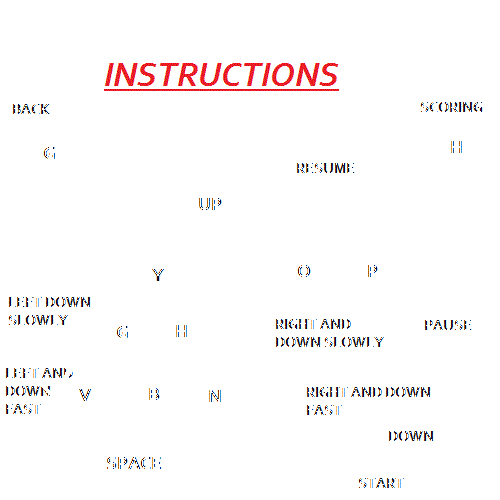 INSTRUCTIONS
BACK
SCORING
G
H
RESUME
UP
Y
O
P
LEFT DOWN
SLOWLY
G
H
RIGHT AND
DOWN SLOWLY
PAUSE
LEFT AND
DOWN
FAST
V
B
N
RIGHT AND DOWN
FAST
DOWN
SPACE
START